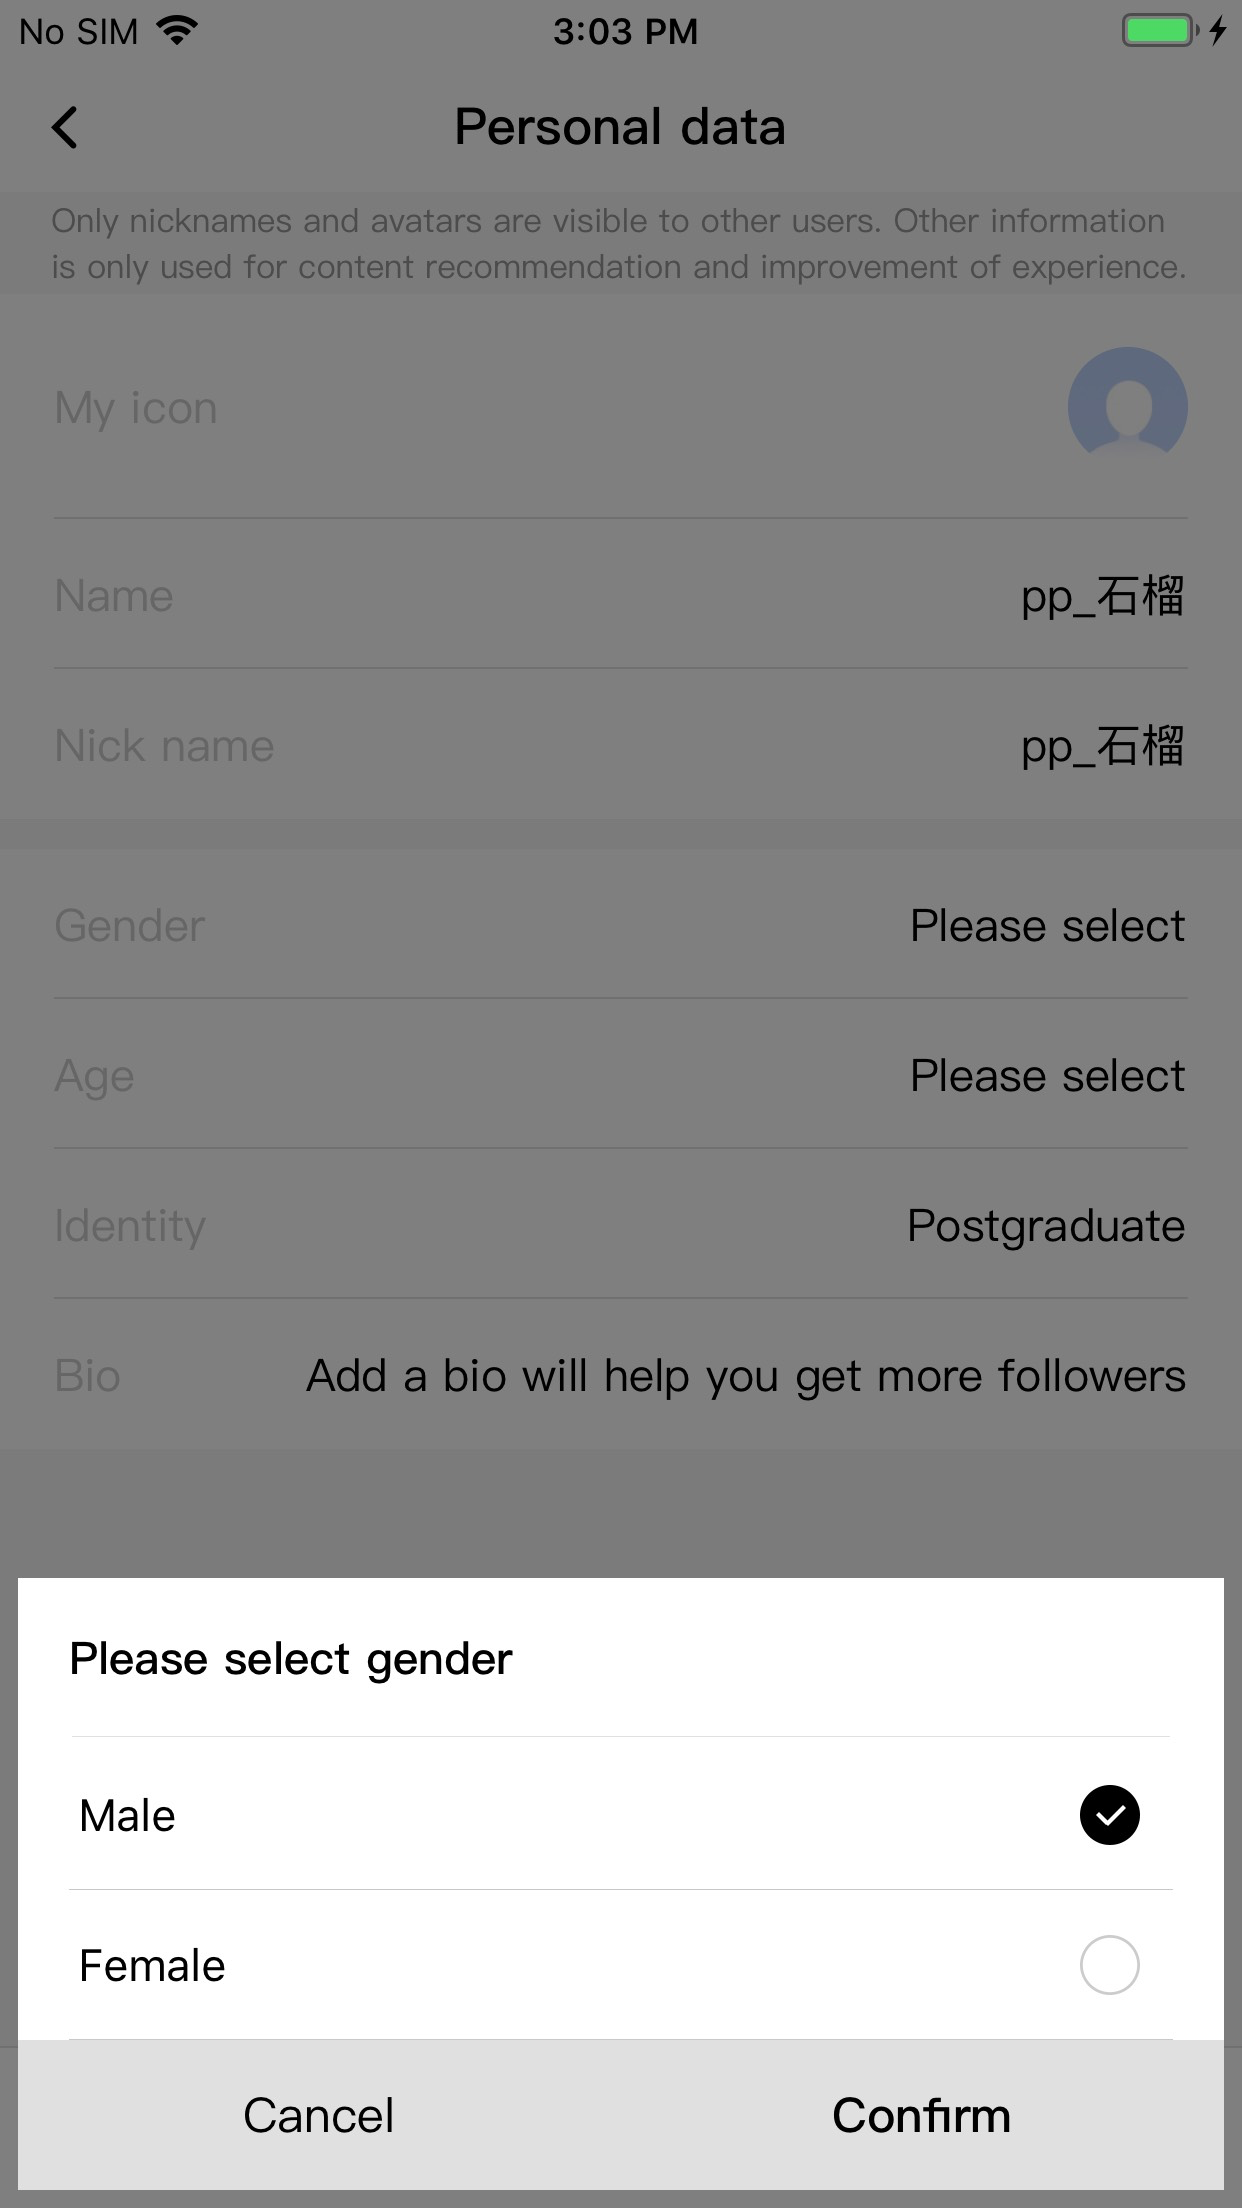 No SIM 3:03 PM
Personal data
Only nicknames and avatars are visible to other users. Other information
is only used for content recommendation and improvement of experience.
My icon
Name pp_石榴
Nick name pp_石榴
Gender Please select
Age Please select
Identity Postgraduate
Bio Add a bio will help you get more followers
Please select gender
Male
Female
Cancel Confirm